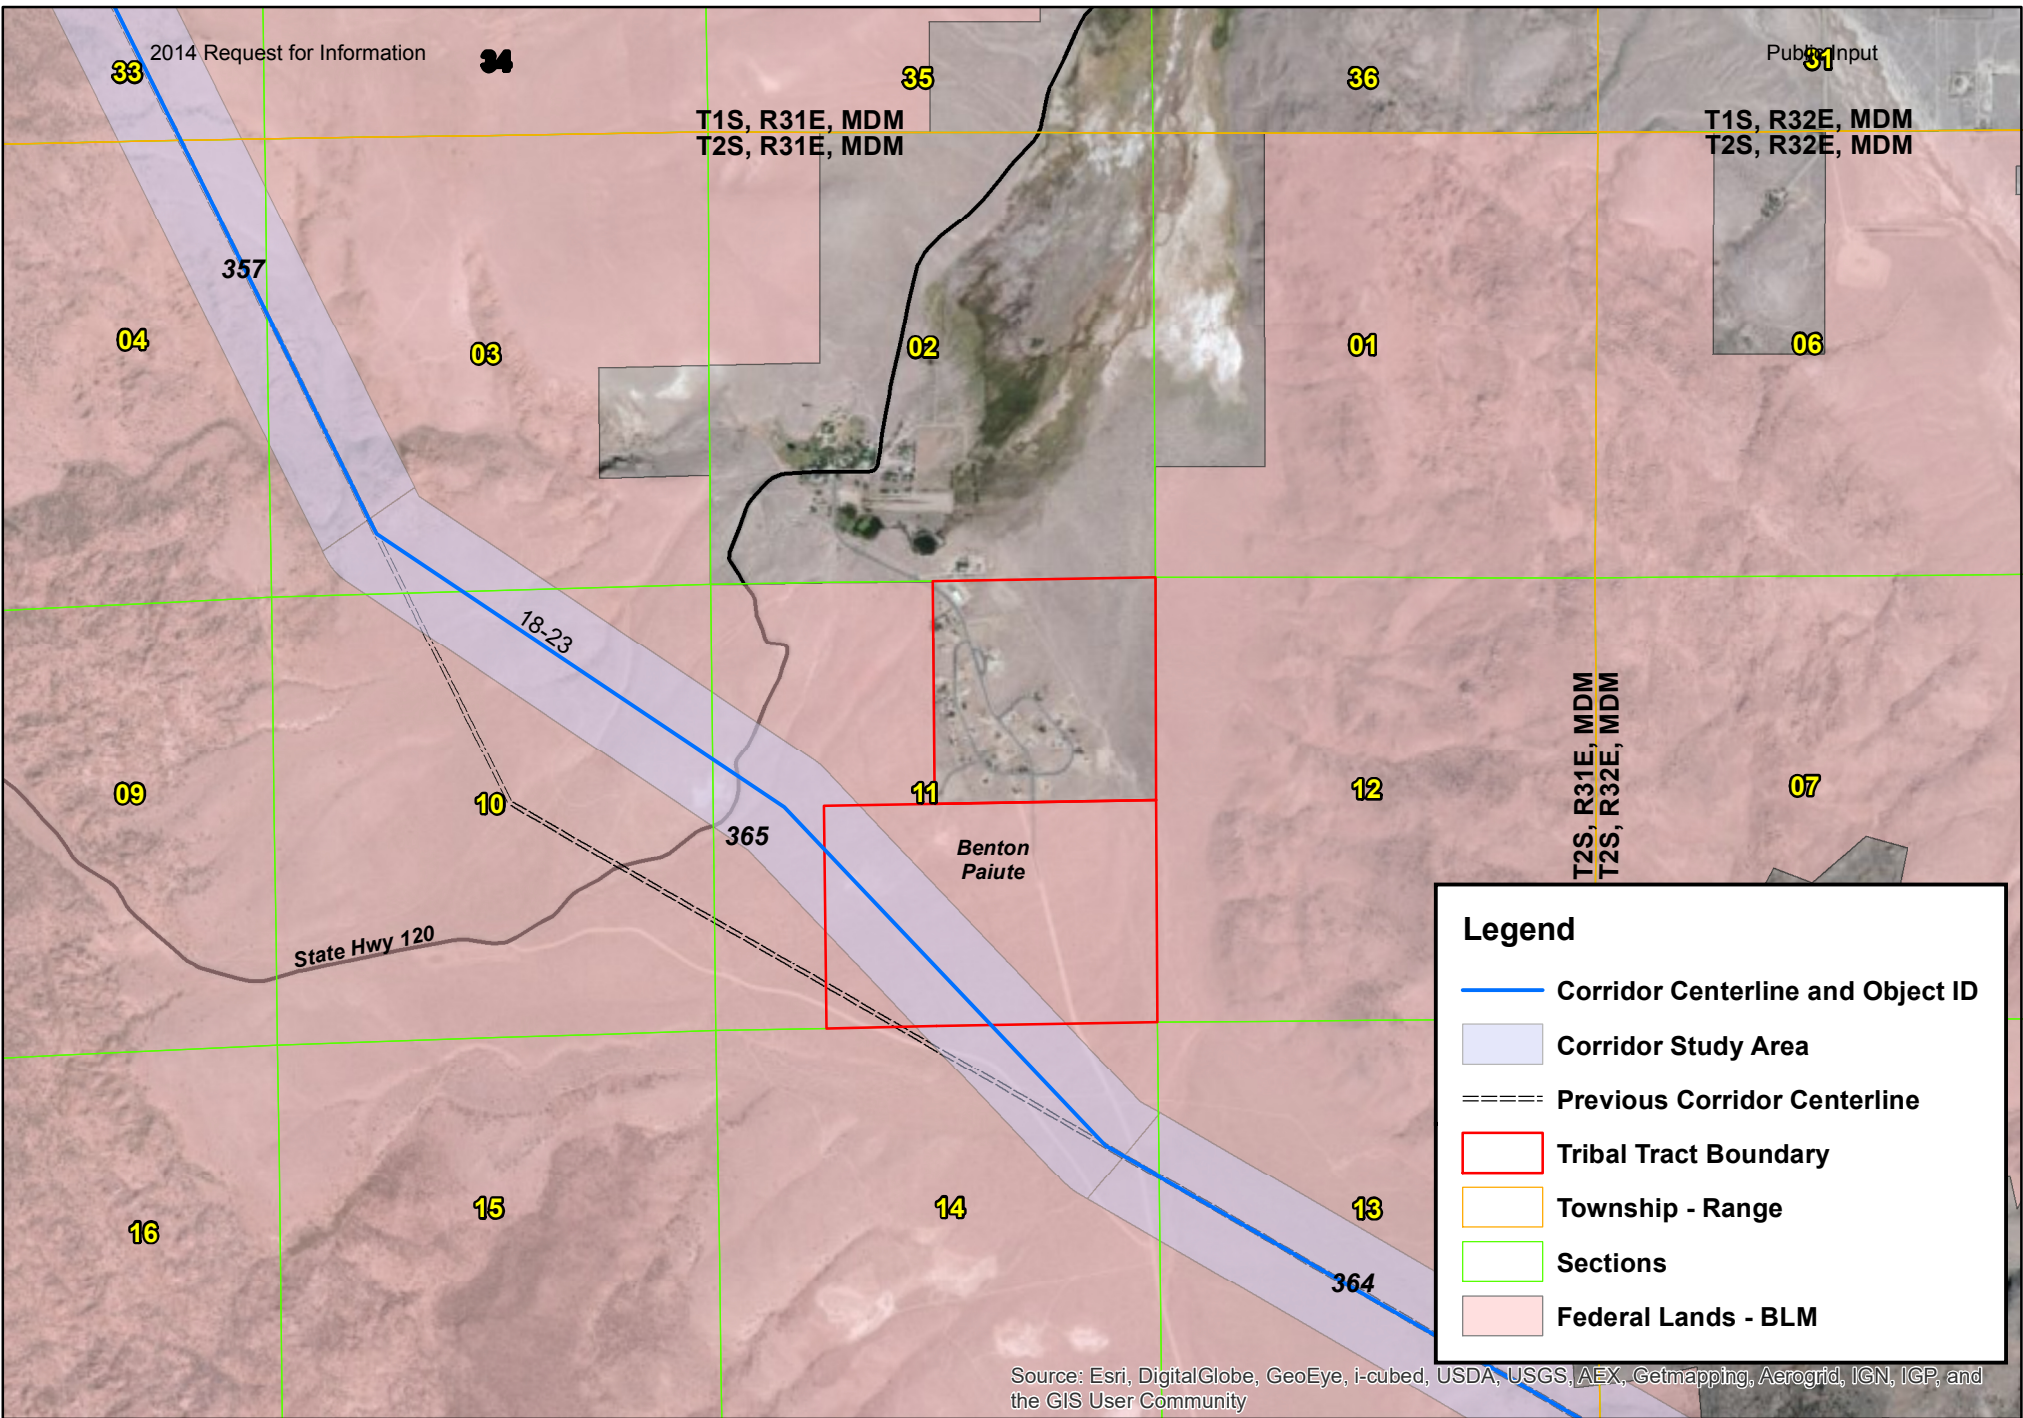 2014 Request for Information
Public Input
33
34
35
36
31
T1S, R31E, MDM
T2S, R31E, MDM
T1S, R32E, MDM
T2S, R32E, MDM
357
04
03
02
01
06
18-23
T2S, R31E, MDM
T2S, R32E, MDM
09
10
11
12
07
365
Benton
Paiute
State Hwy 120
16
15
14
13
364
Legend
Corridor Centerline and Object ID
Corridor Study Area
Previous Corridor Centerline
Tribal Tract Boundary
Township - Range
Sections
Federal Lands - BLM
Source: Esri, DigitalGlobe, GeoEye, i-cubed, USDA, USGS, AEX, Getmapping, Aerogrid, IGN, IGP, and
the GIS User Community